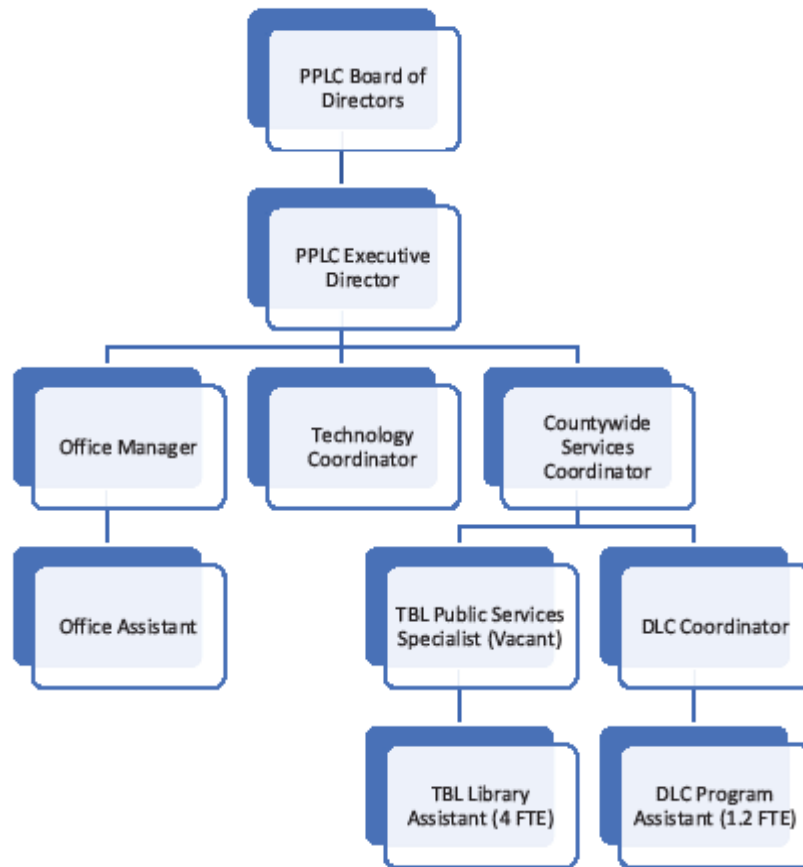 PPLC Board of
Directors
PPLC Executive
Director
Office Manager
Technology
Coordinator
Countywide
Services
Coordinator
Office Assistant
TBL Public Services
Specialist (Vacant)
DLC Coordinator
TBL Library
Assistant (4 FTE)
DLC Program
Assistant (1.2 FTE)